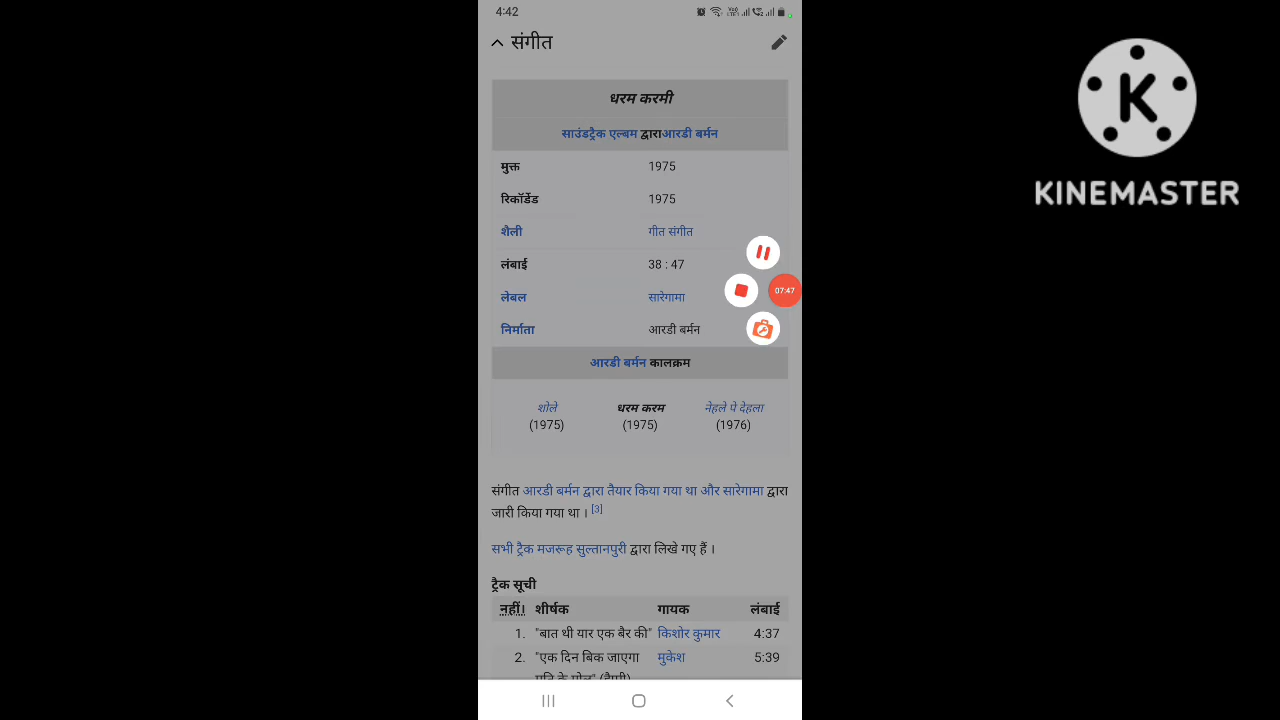 4:42
संगीत
धरम करमी
साउंडट्रैक एल्बम द्वाराआरडी बर्मन
मुक्त 1975
रिकॉर्डेड 1975
शैली गीत संगीत
लंबाई 38 : 47
लेबल सारेगामा
निर्माता आरडी बर्मन
07:47
आरडी बर्मन कालक्रम
शोले धरम करम नेहले पे देहला
(1975) (1975) (1976)
संगीत आरडी बर्मन द्वारा तैयार किया गया था और सारेगामा द्वारा
जारी किया गया था । [3]
सभी ट्रैक मजरूह सुल्तानपुरी द्वारा लिखे गए हैं ।
ट्रैक सूची
नहीं। शीर्षक गायक लंबाई
1. "बात थी यार एक बैर की" किशोर कुमार 4:37
2. "एक दिन बिक जाएगा मुकेश 5:39
K
KINEMASTER